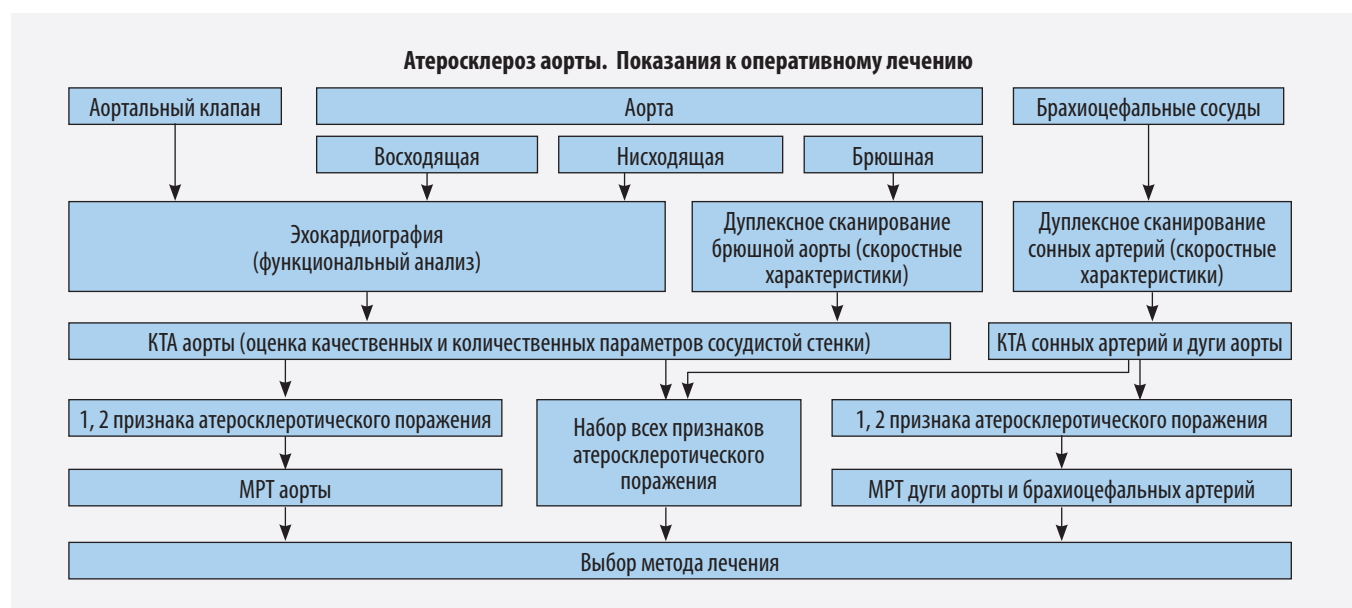 Атеросклероз аорты. Показания к оперативному лечению
Аортальный клапан
Аорта
Брахиоцефальные сосуды
Восходящая
Нисходящая
Брюшная
Эхокардиография
(функциональный анализ)
Дуплексное сканирование
брюшной аорты (скоростные
характеристики)
Дуплексное сканирование
сонных артерий (скоростные
характеристики)
КТА аорты (оценка качественных и количественных параметров сосудистой стенки)
КТА сонных артерий и дуги аорты
1, 2 признака атеросклеротического поражения
Набор всех признаков
атеросклеротического
поражения
1, 2 признака атеросклеротического поражения
МРТ аорты
МРТ дуги аорты и брахиоцефальных артерий
Выбор метода лечения